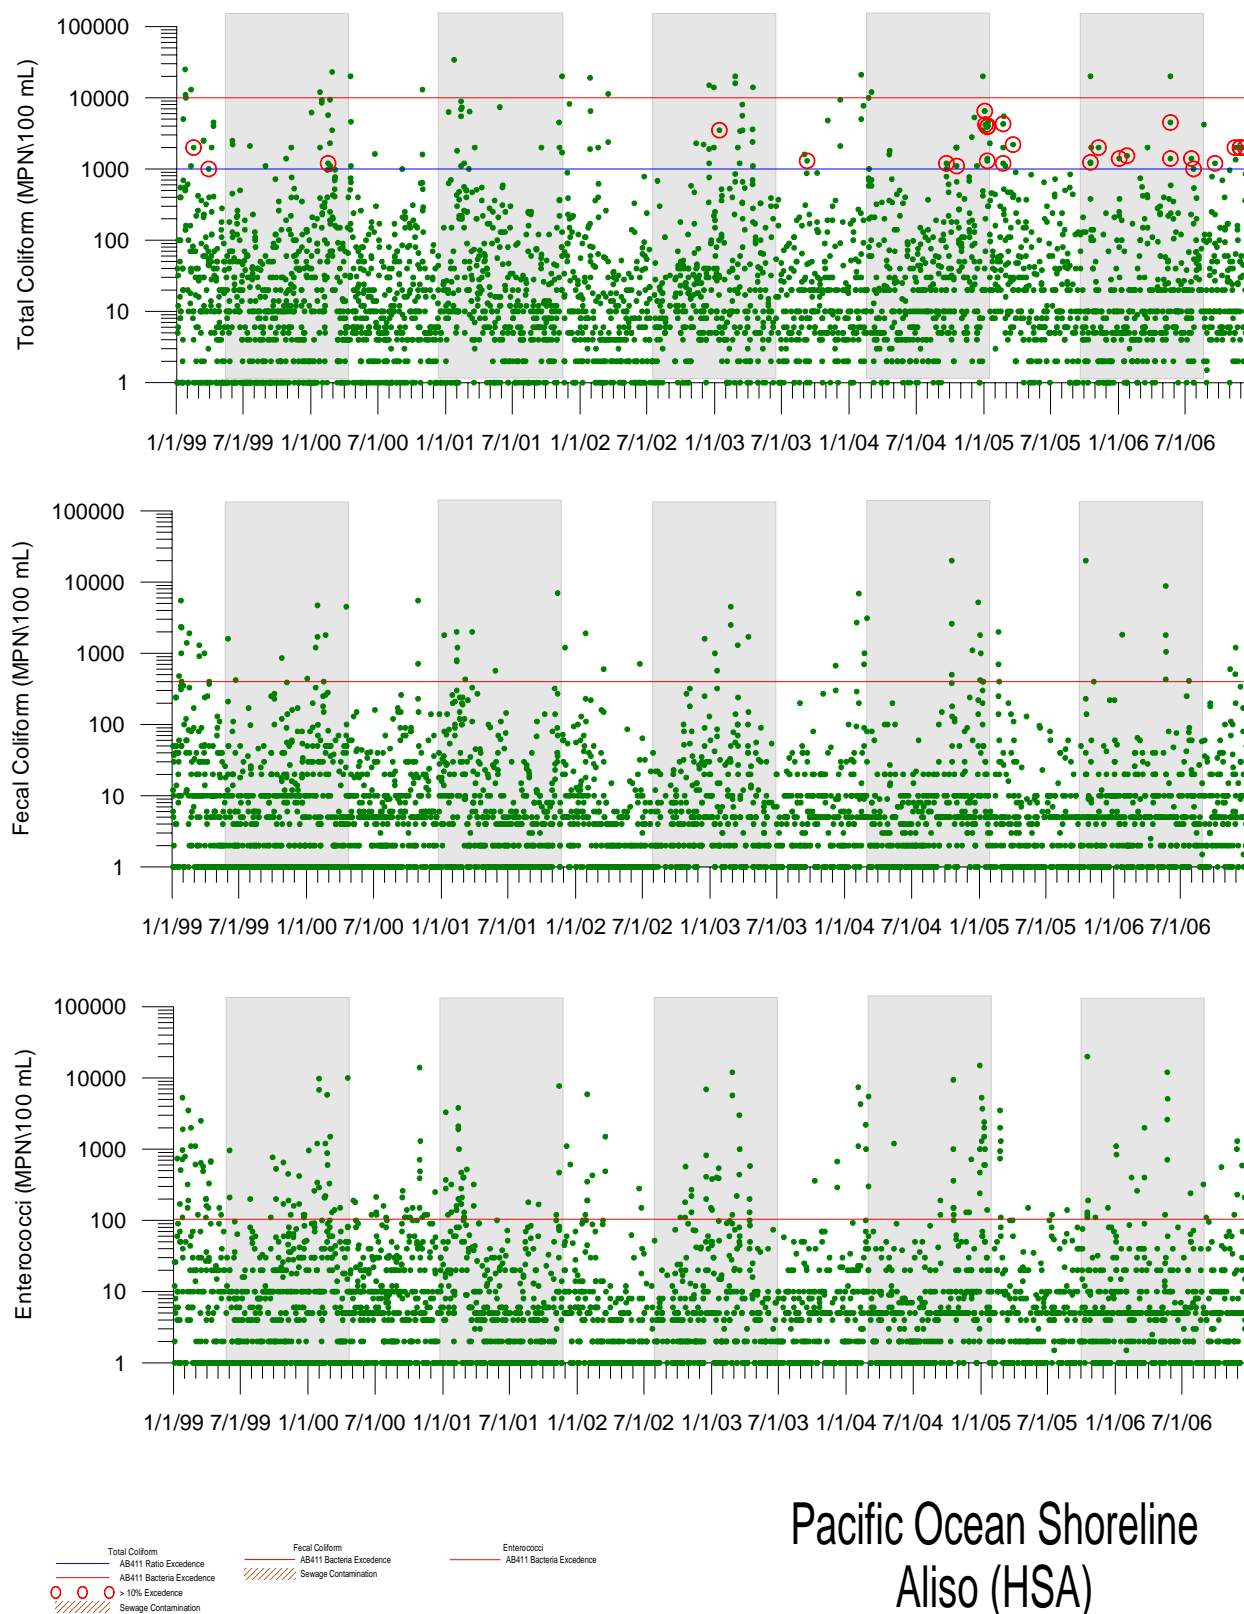 Total Coliform (MPN\100 mL)
100000
10000
1000
100
10
1
1/1/99 7/1/99 1/1/00 7/1/00 1/1/01 7/1/01 1/1/02 7/1/02 1/1/03 7/1/03 1/1/04 7/1/04 1/1/05 7/1/05 1/1/06 7/1/06
Fecal Coliform (MPN\100 mL)
100000
10000
1000
100
10
1
1/1/99 7/1/99 1/1/00 7/1/00 1/1/01 7/1/01 1/1/02 7/1/02 1/1/03 7/1/03 1/1/04 7/1/04 1/1/05 7/1/05 1/1/06 7/1/06
Enterococci (MPN\100 mL)
100000
10000
1000
100
10
1
1/1/99 7/1/99 1/1/00 7/1/00 1/1/01 7/1/01 1/1/02 7/1/02 1/1/03 7/1/03 1/1/04 7/1/04 1/1/05 7/1/05 1/1/06 7/1/06
Total Coliform
AB411 Ratio Excedence
AB411 Bacteria Excedence
> 10% Excedence
Sewage Contamination
Fecal Coliform
AB411 Bacteria Excedence
Sewage Contamination
Enterococci
AB411 Bacteria Excedence
Pacific Ocean Shoreline
Aliso (HSA)